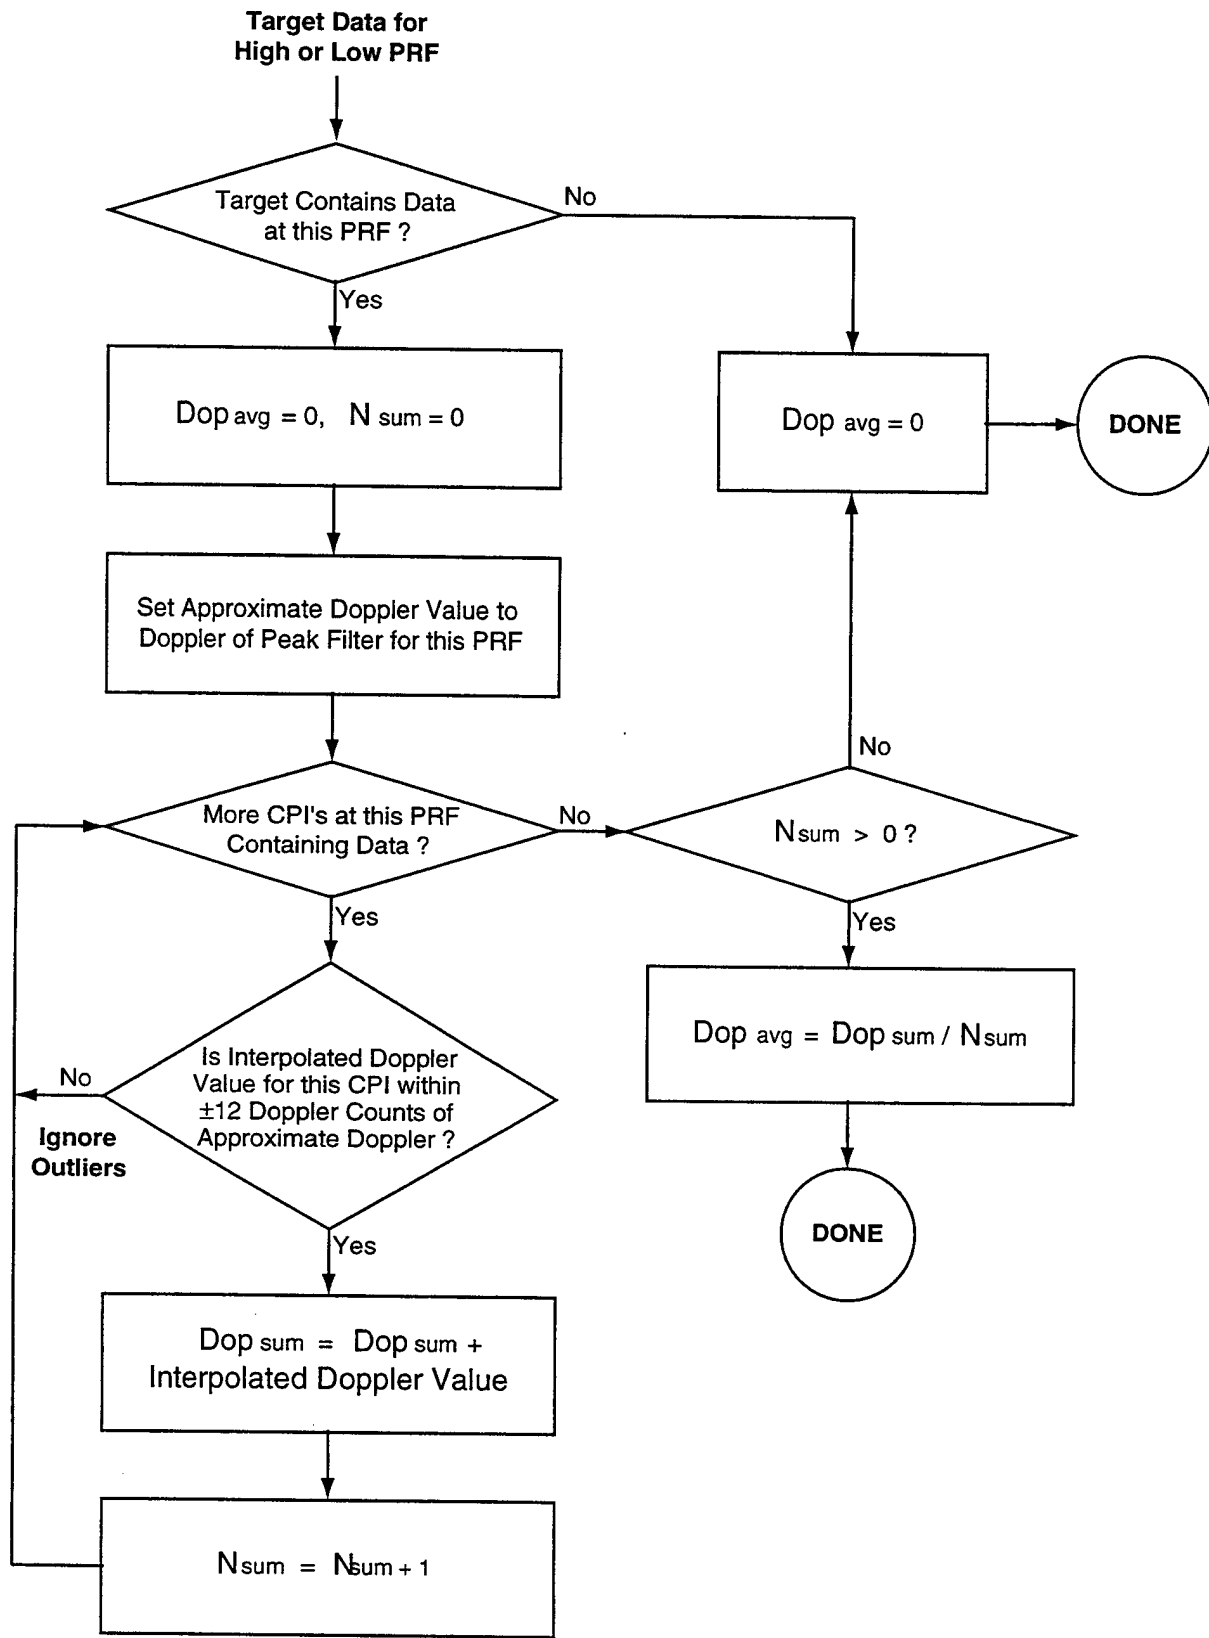 Target Data for
High or Low PRF
Target Contains Data
at this PRF ?
No
Yes
Dop avg = 0, N sum = 0
Dop avg = 0
DONE
Set Approximate Doppler Value to
Doppler of Peak Filter for this PRF
More CPI's at this PRF
Containing Data ?
No
Yes
N sum > 0 ?
No
Yes
Dop avg = Dop sum / N sum
DONE
Is Interpolated Doppler
Value for this CPI within
±12 Doppler Counts of
Approximate Doppler ?
No
Ignore
Outliers
Yes
Dop sum = Dop sum +
Interpolated Doppler Value
N sum = N sum + 1